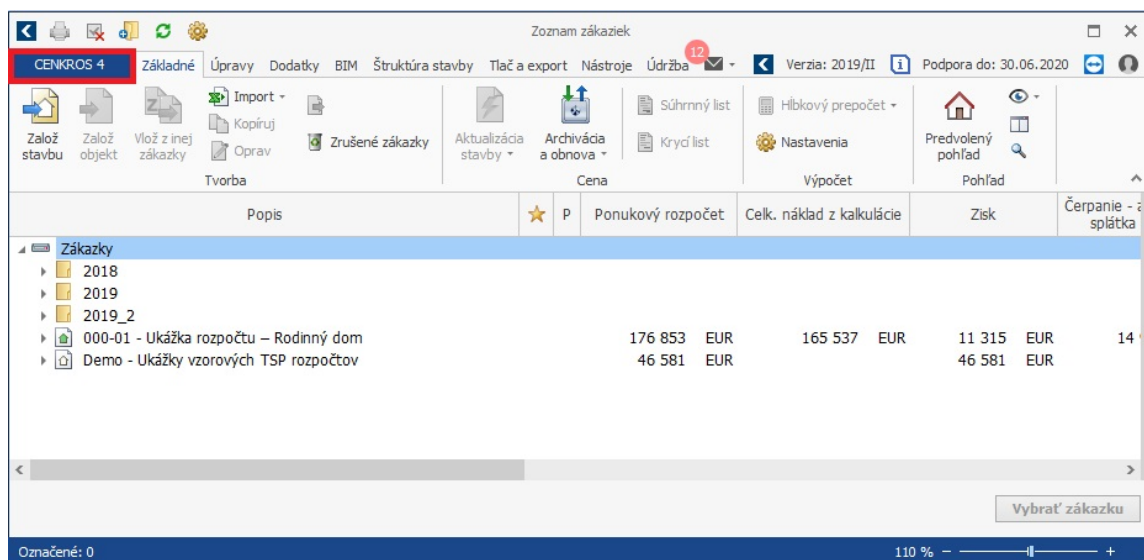 Zoznam zákaziek
CENKROS 4 Základné Úpravy Dodatky BIM Štruktúra stavby Tlač a export Nástroje Údržba 12 Verzia: 2019/II i Podpora do: 30.06.2020
Založ stavbu
Založ objekt
Vlož z inej zákazky
Import
Kopíruj
Oprav
Zrušené zákazky
Tvorba
Aktualizácia stavby
Archivácia a obnova
Súhrnný list
Krycí list
Cena
Hĺbkový prepočet
Nastavenia
Výpočet
Predvolený pohľad
Pohľad
Popis P Ponukový rozpočet Celk. náklad z kalkulácie Zisk Čerpanie - splátka
Zákazky
2018
2019
2019_2
000-01 - Ukážka rozpočtu – Rodinný dom 176 853 EUR 165 537 EUR 11 315 EUR 14
Demo - Ukážky vzorových TSP rozpočtov 46 581 EUR 46 581 EUR
Vybrať zákazku
Označené: 0 110 % − +